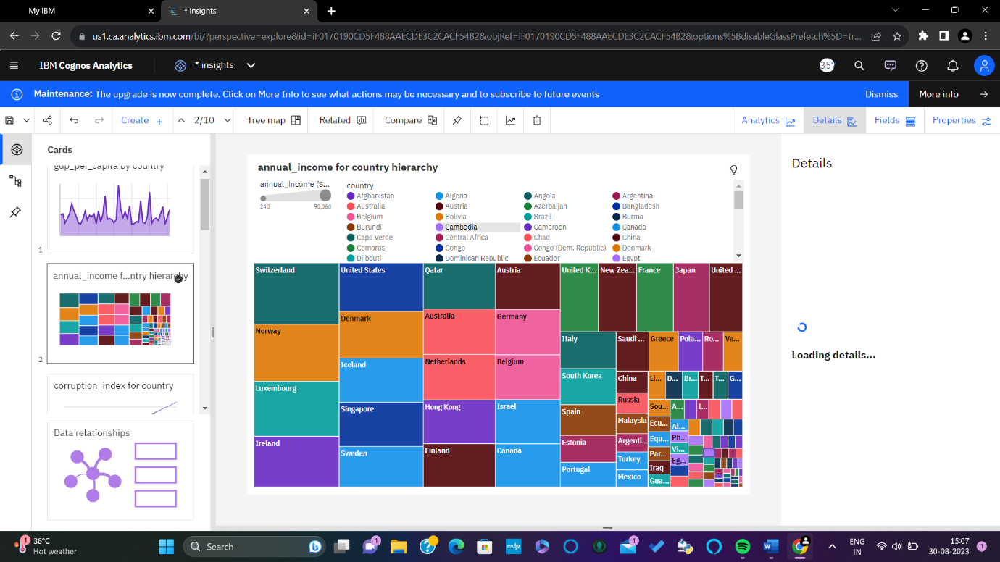 My IBM
* insights
us1.ca.analytics.ibm.com/bi/?perspective=explore&id=iF0170190CD5F488AAECDE3C2CACF54B2&objRef=iF0170190CD5F488AAECDE3C2CACF54B2&options%5BdisableGlassPrefetch%5D=tr...
IBM Cognos Analytics
* insights
35
Maintenance: The upgrade is now complete. Click on More Info to see what actions may be necessary and to subscribe to future events
Dismiss
More info
Create
2/10
Tree map
Related
Compare
Analytics
Details
Fields
Properties
Cards
gdp_per_capita by country
1
annual_income f...ntry hierarchy
2
corruption_index for country
Data relationships
annual_income for country hierarchy
annual_income (S...
240 90,360
country
Afghanistan Algeria Angola Argentina
Australia Austria Azerbaijan Bangladesh
Belgium Bolivia Brazil Burma
Burundi Cambodia Cameroon Canada
Cape Verde Central Africa Chad China
Comoros Congo Congo (Dem. Republic) Denmark
Djibouti Dominican Republic Ecuador Egypt
Switzerland
Norway
Luxembourg
Ireland
United States
Denmark
Iceland
Singapore
Sweden
Qatar
Australia
Netherlands
Hong Kong
Finland
Austria
Germany
Belgium
Israel
Canada
United K...
New Zea...
France
Japan
United ...
Italy
South Korea
Spain
Estonia
Portugal
Saudi ...
Greece
Pola...
Ro...
Ve...
China
Russia
Malaysia
Argenti...
Turkey
Mexico
Li...
D...
Br...
T...
T...
G...
Sou...
A...
I...
Ecu...
Al...
Equ...
Ph...
Par...
Vi...
Iraq
Eg...
Gua...
Details
Loading details...
1
36°C
Hot weather
Search
1
myhp
1
ENG
IN
15:07
30-08-2023
1